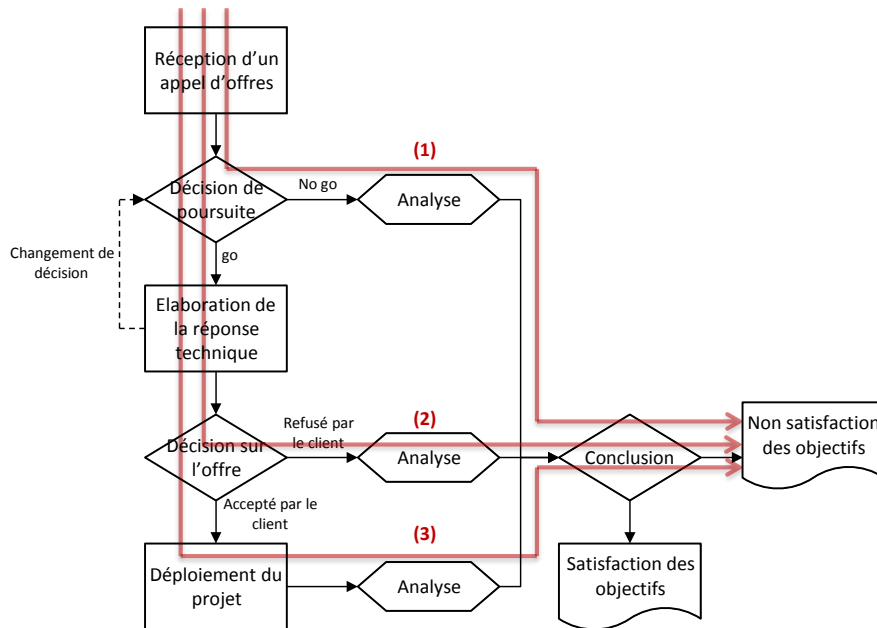 Réception d'un
appel d'offres
(1)
Décision de
poursuite
No go
Analyse
go
Changement de
décision
Elaboration de
la réponse
technique
Refusé par
le client
(2)
Décision sur
l'offre
Analyse
Conclusion
Non satisfaction
des objectifs
Accepté par le
client
(3)
Déploiement du
projet
Analyse
Satisfaction des
objectifs